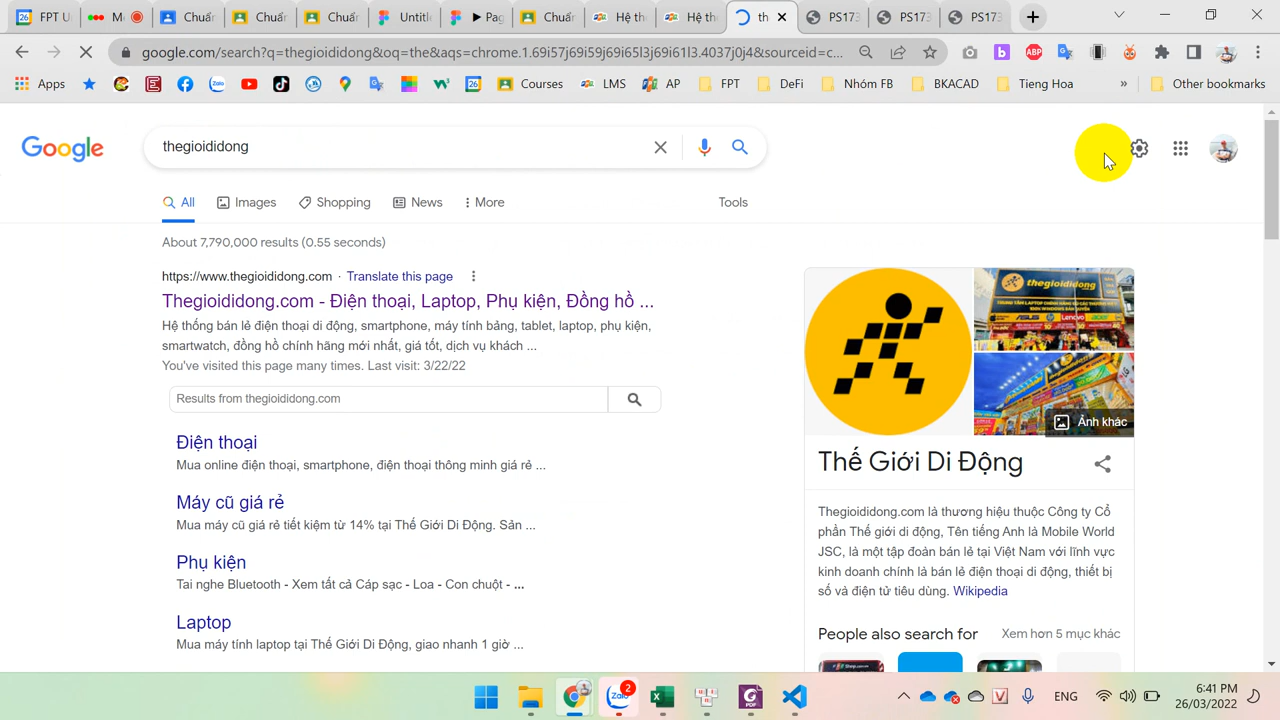 FPT U
Me
Chuẩn
Chuẩn
Chuẩn
Untitle
Pag
Chuẩn
Hệ th
Hệ th
th
PS173
PS173
PS173
google.com/search?q=thegioididong&oq=the&aqs=chrome.1.69i57j69i59j69i65l3j69i61l3.4037j0j4&sourceid=c...
Apps
Courses
LMS
AP
FPT
DeFi
Nhóm FB
BKACAD
Tieng Hoa
»
Other bookmarks
Google
thegioididong
All
Images
Shopping
News
More
Tools
About 7,790,000 results (0.55 seconds)
https://www.thegioididong.com · Translate this page
Thegioididong.com - Điện thoại, Laptop, Phụ kiện, Đồng hồ ...
Hệ thống bán lẻ điện thoại di động, smartphone, máy tính bảng, tablet, laptop, phụ kiện,
smartwatch, đồng hồ chính hãng mới nhất, giá tốt, dịch vụ khách ...
You've visited this page many times. Last visit: 3/22/22
Results from thegioididong.com
Điện thoại
Mua online điện thoại, smartphone, điện thoại thông minh giá rẻ ...
Máy cũ giá rẻ
Mua máy cũ giá rẻ tiết kiệm từ 14% tại Thế Giới Di Động. Sản ...
Phụ kiện
Tai nghe Bluetooth - Xem tất cả Cáp sạc - Loa - Con chuột - ...
Laptop
Mua máy tính laptop tại Thế Giới Di Động, giao nhanh 1 giờ ...
thegioididong
Ảnh khác
Thế Giới Di Động
Thegioididong.com là thương hiệu thuộc Công ty Cổ
phần Thế giới di động, Tên tiếng Anh là Mobile World
JSC, là một tập đoàn bán lẻ tại Việt Nam với lĩnh vực
kinh doanh chính là bán lẻ điện thoại di động, thiết bị
số và điện tử tiêu dùng. Wikipedia
People also search for
Xem hơn 5 mục khác
ENG
6:41 PM
26/03/2022